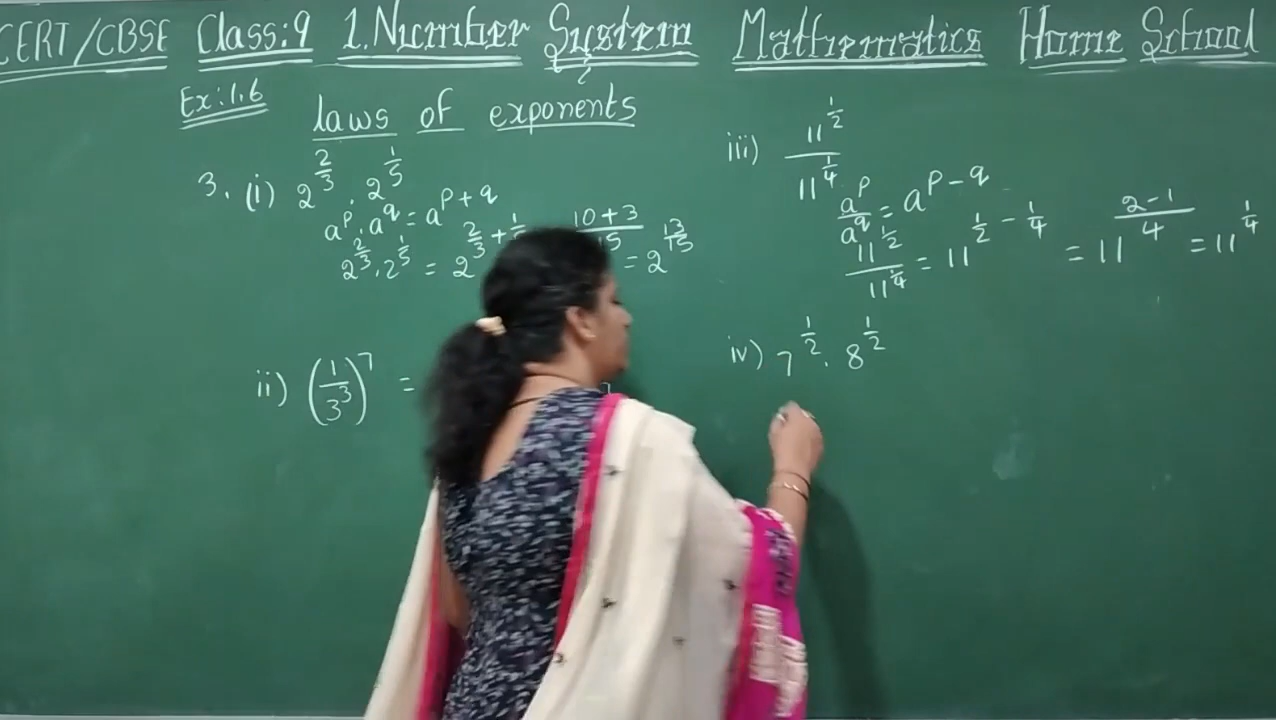 CERT/CBSE Class:9 1.Number System Mathematics Home School
Ex:1.6
laws of exponents
3. (i) 2^(2/3) . 2^(1/5)
a^p . a^q = a^(p+q)
2^(2/3) . 2^(1/5) = 2^(2/3 + 1/5) 10+3/15 = 2^(13/15)
ii) (1/3^3)^7 =
iii) 11^(1/2) / 11^(1/4)
a^p / a^q = a^(p-q)
11^(1/2) / 11^(1/4) = 11^(1/2 - 1/4) = 11^((2-1)/4) = 11^(1/4)
iv) 7^(1/2) . 8^(1/2)